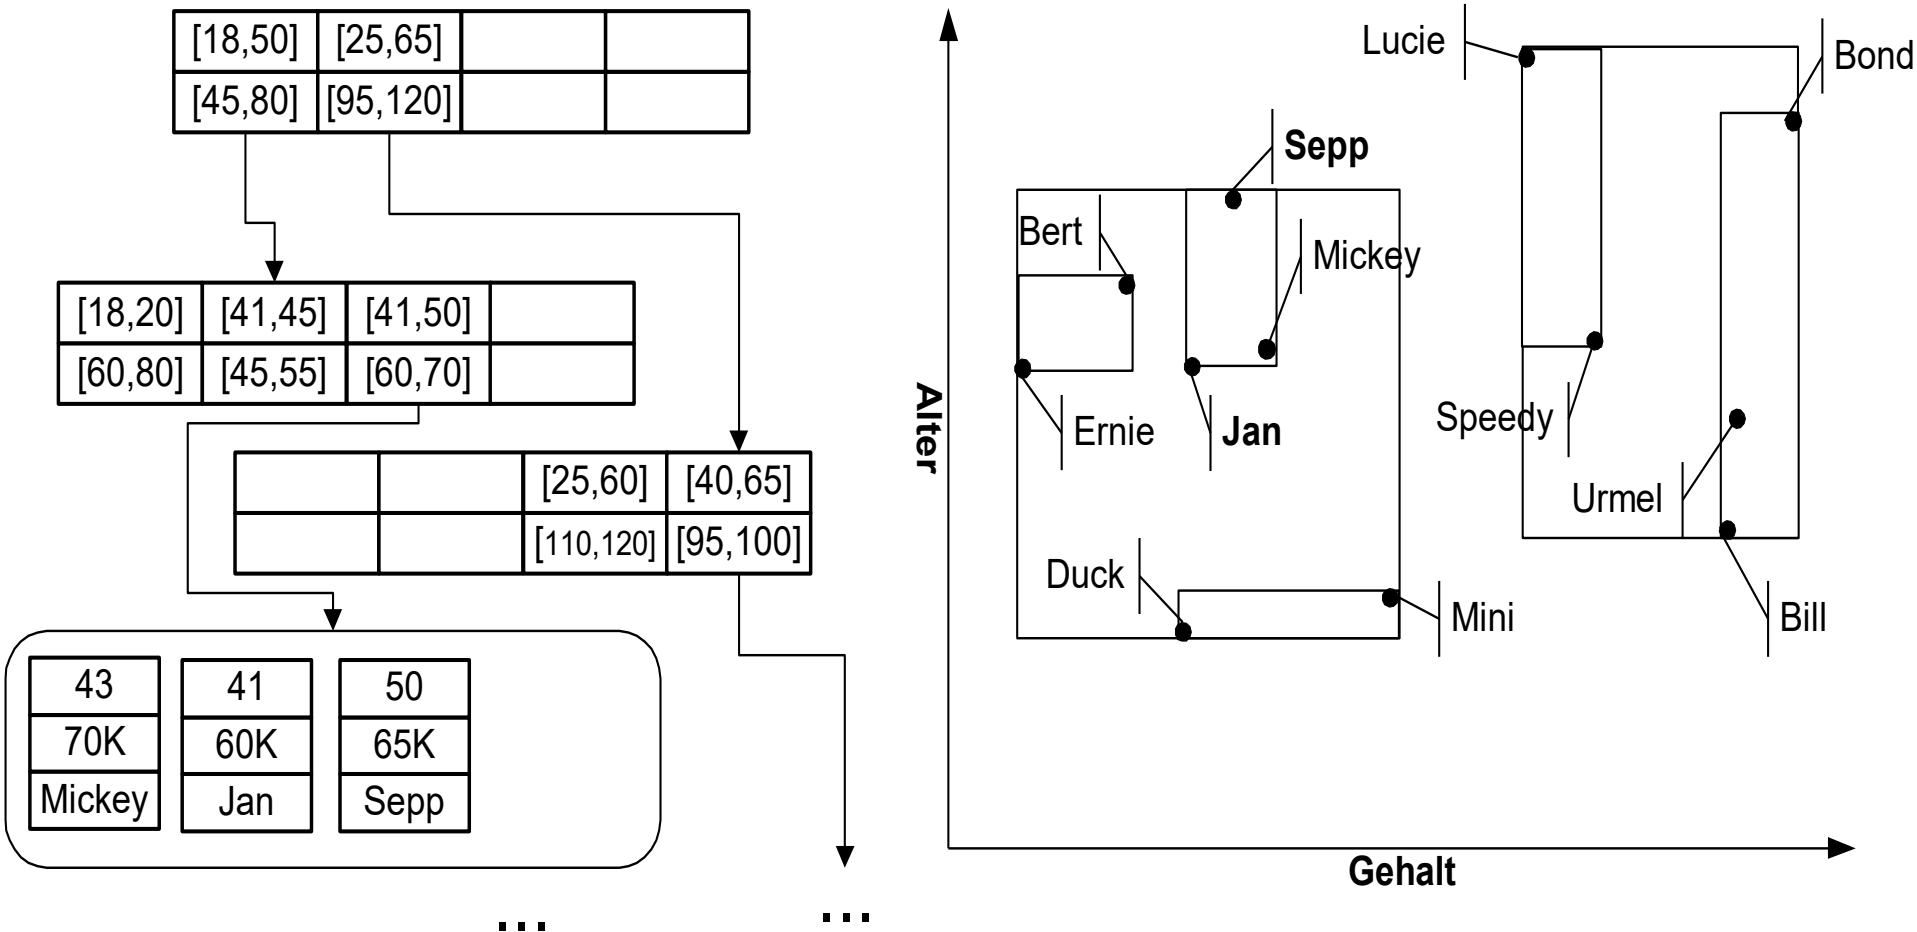 [18,50] [25,65]
[45,80] [95,120]
[18,20] [41,45] [41,50]
[60,80] [45,55] [60,70]
[25,60] [40,65]
[110,120] [95,100]
43 41 50
70K 60K 65K
Mickey Jan Sepp
...
...
Alter
Gehalt
Lucie
Bond
Sepp
Bert
Mickey
Ernie
Jan
Speedy
Urmel
Duck
Mini
Bill